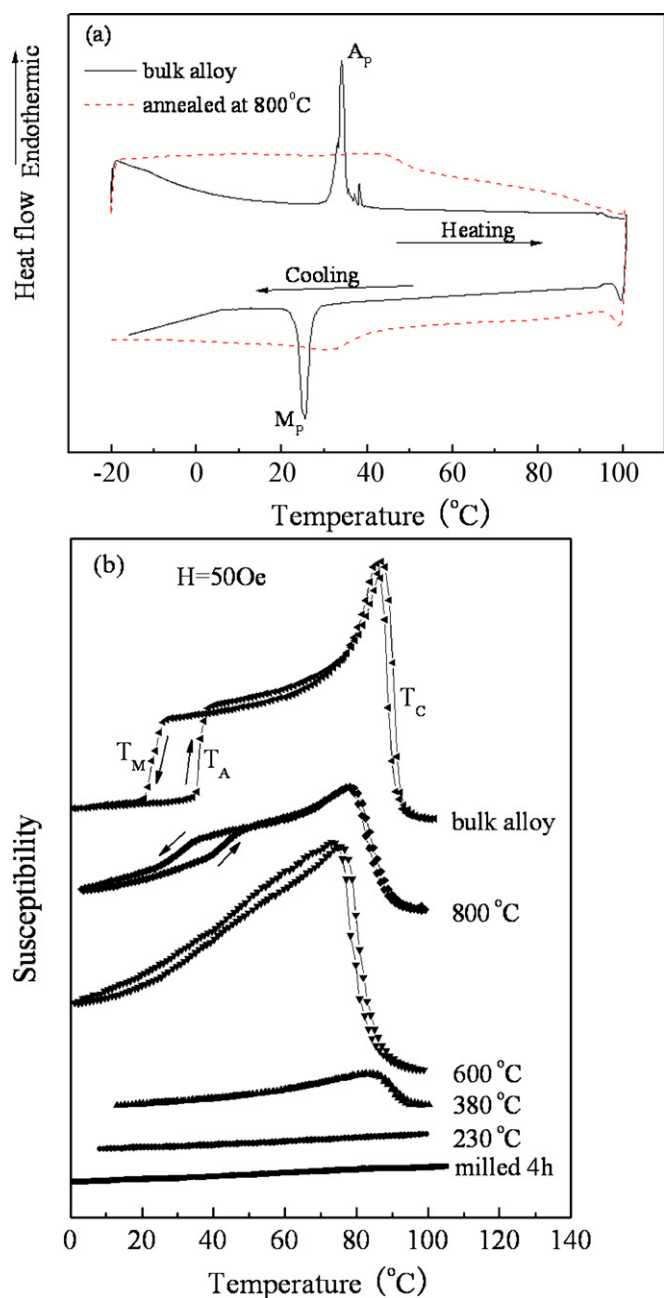 (a)
bulk alloy
annealed at 800°C
Aₚ
Heating
Cooling
Mₚ
Heat flow Endothermic
-20 0 20 40 60 80 100
Temperature (°C)
(b)
H=50Oe
T_M
T_A
T_C
bulk alloy
800 °C
600 °C
380 °C
230 °C
milled 4h
Susceptibility
0 20 40 60 80 100 120 140
Temperature (°C)